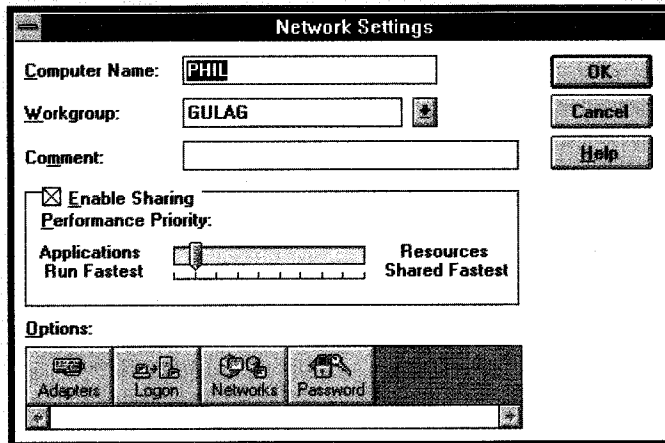 Network Settings
Computer Name: PHIL
OK
Workgroup: GULAG
Cancel
Comment:
Help
Enable Sharing
Performance Priority:
Applications
Run Fastest
Resources
Shared Fastest
Options:
Adapters Logon Networks Password